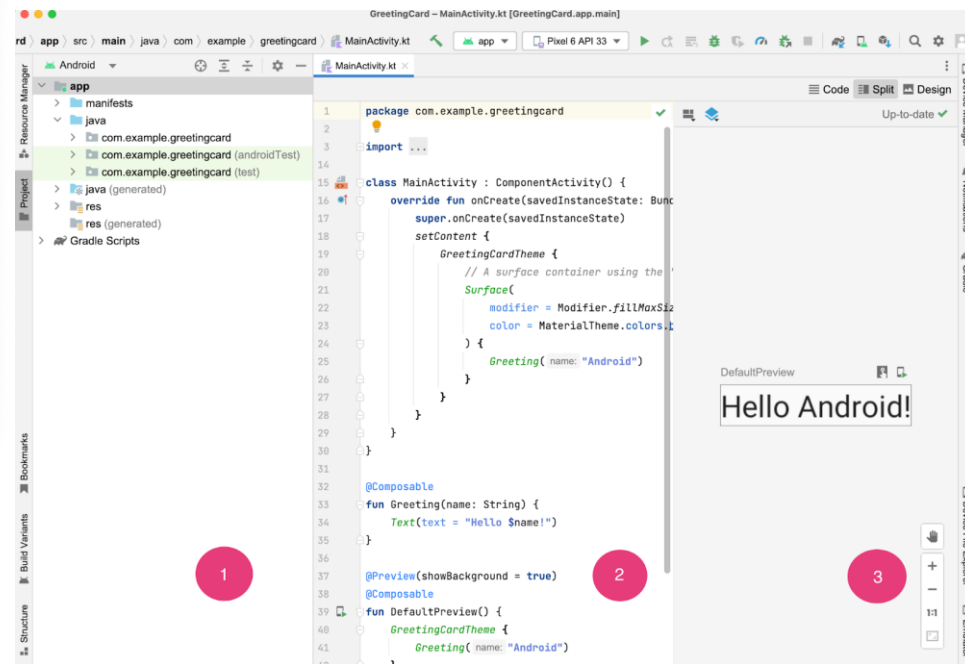 GreetingCard – MainActivity.kt [GreetingCard.app.main]
rd app src main java com example greetingcard MainActivity.kt app Pixel 6 API 33
Android
MainActivity.kt
Resource Manager
Project
Bookmarks
Build Variants
Structure
app
manifests
java
com.example.greetingcard
com.example.greetingcard (androidTest)
com.example.greetingcard (test)
java (generated)
res
res (generated)
Gradle Scripts
1
Code Split Design
Up-to-date
1 package com.example.greetingcard
2
3 import ...
14
15 class MainActivity : ComponentActivity() {
16 override fun onCreate(savedInstanceState: Bund
17 super.onCreate(savedInstanceState)
18 setContent {
19 GreetingCardTheme {
20 // A surface container using the '
21 Surface(
22 modifier = Modifier.fillMaxSiz
23 color = MaterialTheme.colors.b
24 ) {
25 Greeting( name: "Android")
26 }
27 }
28 }
29 }
30 }
31
32 @Composable
33 fun Greeting(name: String) {
34 Text(text = "Hello $name!")
35 }
36
37 @Preview(showBackground = true)
38 @Composable
39 fun DefaultPreview() {
40 GreetingCardTheme {
41 Greeting( name: "Android")
2
DefaultPreview
Hello Android!
3
1:1